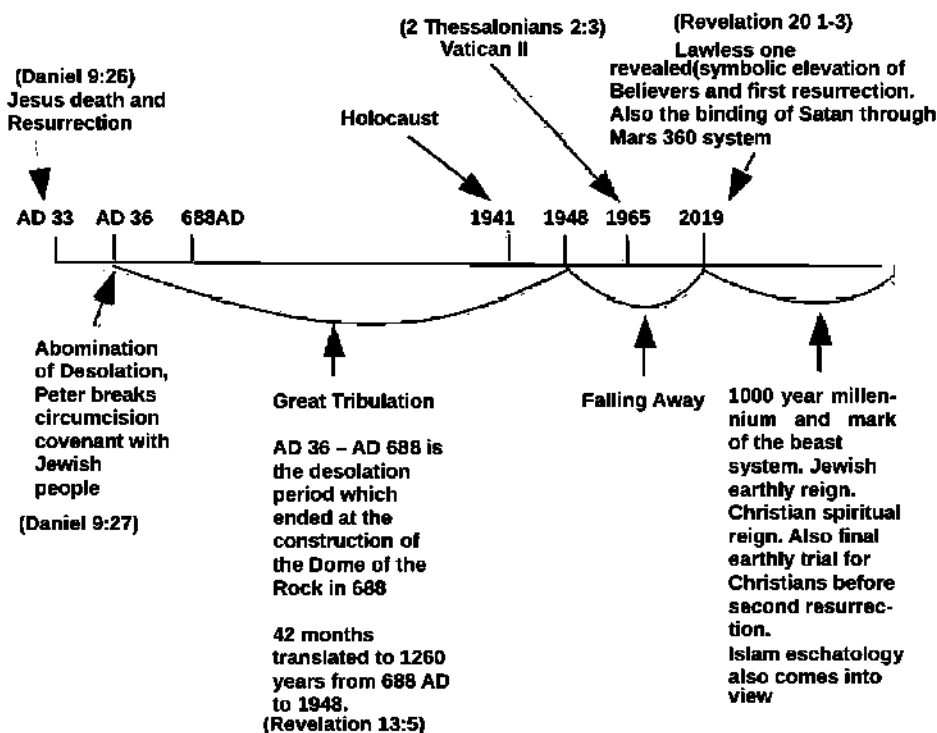 (Daniel 9:26)
Jesus death and
Resurrection
Holocaust
(2 Thessalonians 2:3)
Vatican II
(Revelation 20 1-3)
Lawless one
revealed(symbolic elevation of
Believers and first resurrection.
Also the binding of Satan through
Mars 360 system
AD 33 AD 36 688AD 1941 1948 1965 2019
Abomination
of Desolation,
Peter breaks
circumcision
covenant with
Jewish
people
(Daniel 9:27)
Great Tribulation
AD 36 – AD 688 is
the desolation
period which
ended at the
construction of
the Dome of the
Rock in 688
42 months
translated to 1260
years from 688 AD
to 1948.
(Revelation 13:5)
Falling Away
1000 year millen-
nium and mark
of the beast
system. Jewish
earthly reign.
Christian spiritual
reign. Also final
earthly trial for
Christians before
second resurrec-
tion.
Islam eschatology
also comes into
view